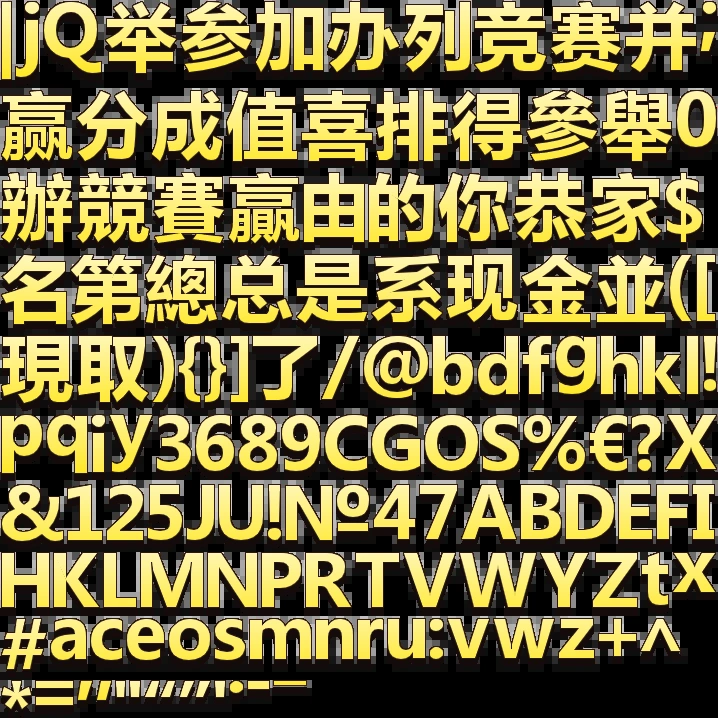 |jQ举参加办列竞赛并;
赢分成值喜排得參舉0
辦競賽贏由的你恭家$
名第總总是系现金並([
現取){}]了/@bdfghkl!
pqiy3689CGOS%€?X
&125JU!№47ABDEFI
HKLMNPRTVWYZtx
#aceosmnru:vwz+^
*=